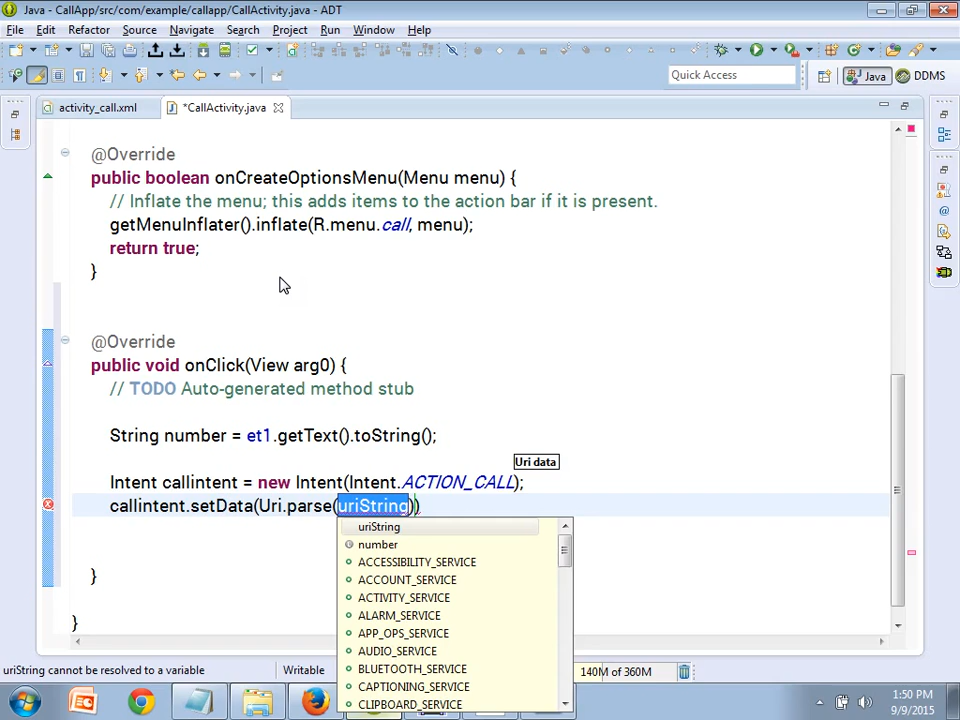 Java - CallApp/src/com/example/callapp/CallActivity.java - ADT
File Edit Refactor Source Navigate Search Project Run Window Help
Quick Access
Java
DDMS
activity_call.xml
*CallActivity.java
@Override
public boolean onCreateOptionsMenu(Menu menu) {
// Inflate the menu; this adds items to the action bar if it is present.
getMenuInflater().inflate(R.menu.call, menu);
return true;
}
@Override
public void onClick(View arg0) {
// TODO Auto-generated method stub
String number = et1.getText().toString();
Uri data
Intent callintent = new Intent(Intent.ACTION_CALL);
callintent.setData(Uri.parse(uriString))
uriString
number
ACCESSIBILITY_SERVICE
ACCOUNT_SERVICE
ACTIVITY_SERVICE
ALARM_SERVICE
APP_OPS_SERVICE
AUDIO_SERVICE
BLUETOOTH_SERVICE
CAPTIONING_SERVICE
CLIPBOARD_SERVICE
}
}
uriString cannot be resolved to a variable
Writable
140M of 360M
1:50 PM
9/9/2015